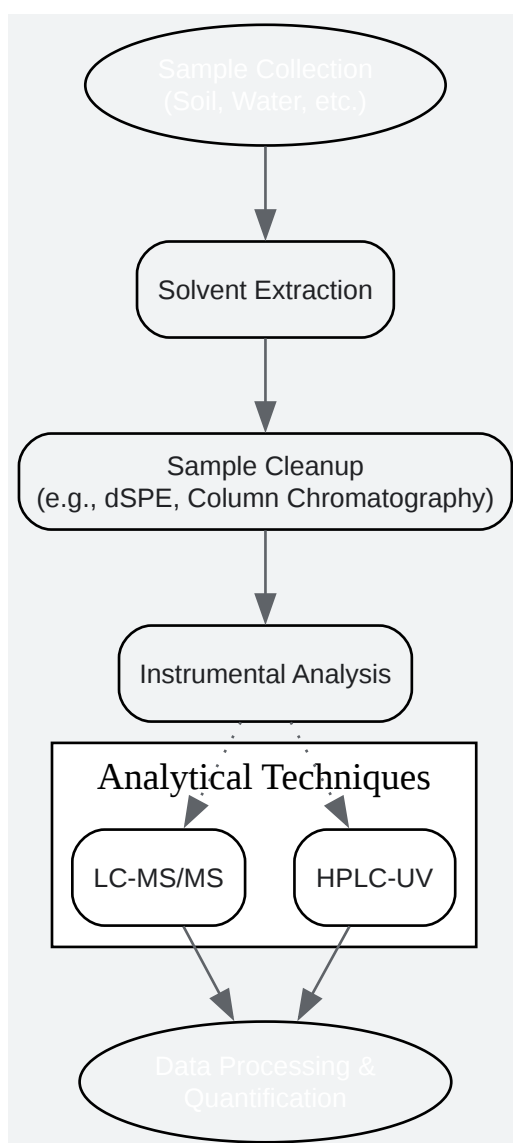 Sample Collection
(Soil, Water, etc.)
Solvent Extraction
Sample Cleanup
(e.g., dSPE, Column Chromatography)
Instrumental Analysis
Analytical Techniques
LC-MS/MS
HPLC-UV
Data Processing &
Quantification